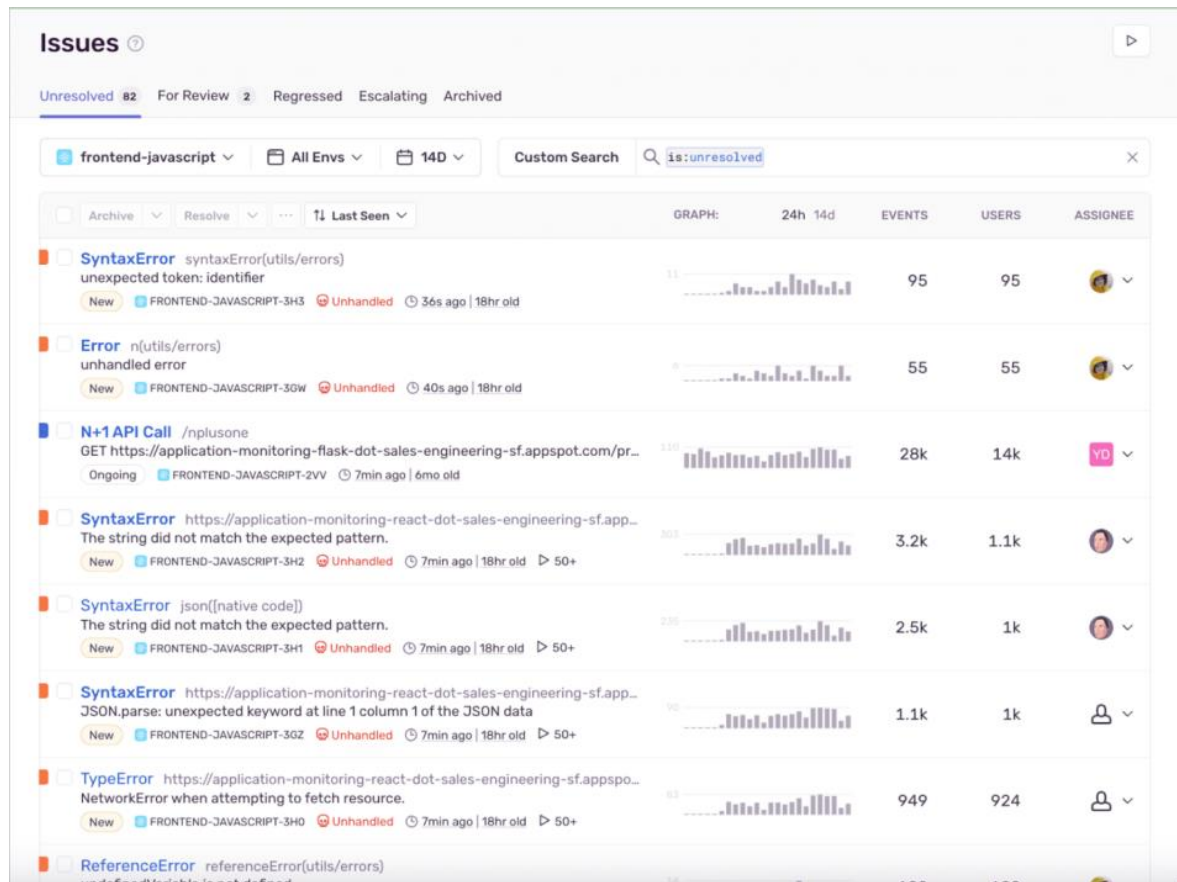 Issues
Unresolved 82 For Review 2 Regressed Escalating Archived
frontend-javascript All Envs 14D Custom Search is:unresolved
Archive Resolve ... Last Seen GRAPH: 24h 14d EVENTS USERS ASSIGNEE
SyntaxError syntaxError(utils/errors)
unexpected token: identifier
11 95 95
New FRONTEND-JAVASCRIPT-3H3 Unhandled 36s ago | 18hr old
Error n(utils/errors)
unhandled error
55 55
New FRONTEND-JAVASCRIPT-3GW Unhandled 40s ago | 18hr old
N+1 API Call /nplusone
GET https://application-monitoring-flask-dot-sales-engineering-sf.appspot.com/pr...
110 28k 14k YD
Ongoing FRONTEND-JAVASCRIPT-2VV 7min ago | 6mo old
SyntaxError https://application-monitoring-react-dot-sales-engineering-sf.app...
The string did not match the expected pattern.
303 3.2k 1.1k
New FRONTEND-JAVASCRIPT-3H2 Unhandled 7min ago | 18hr old 50+
SyntaxError json([native code])
The string did not match the expected pattern.
2.5k 1k
New FRONTEND-JAVASCRIPT-3H1 Unhandled 7min ago | 18hr old 50+
SyntaxError https://application-monitoring-react-dot-sales-engineering-sf.app...
JSON.parse: unexpected keyword at line 1 column 1 of the JSON data
90 1.1k 1k
New FRONTEND-JAVASCRIPT-3GZ Unhandled 7min ago | 18hr old 50+
TypeError https://application-monitoring-react-dot-sales-engineering-sf.appspo...
NetworkError when attempting to fetch resource.
949 924
New FRONTEND-JAVASCRIPT-3H0 Unhandled 7min ago | 18hr old 50+
ReferenceError referenceError(utils/errors)